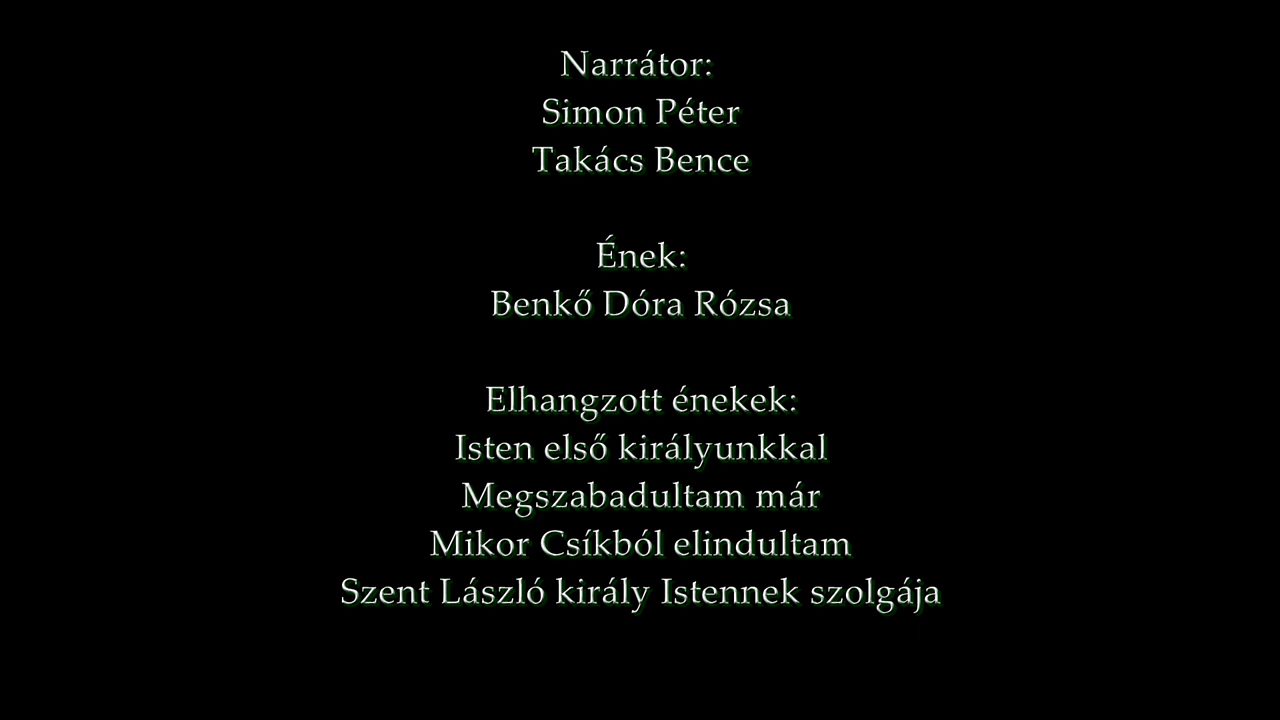 Narrátor:
Simon Péter
Takács Bence
Ének:
Benkő Dóra Rózsa
Elhangzott énekek:
Isten első királyunkkal
Megszabadultam már
Mikor Csíkból elindultam
Szent László király Istennek szolgája